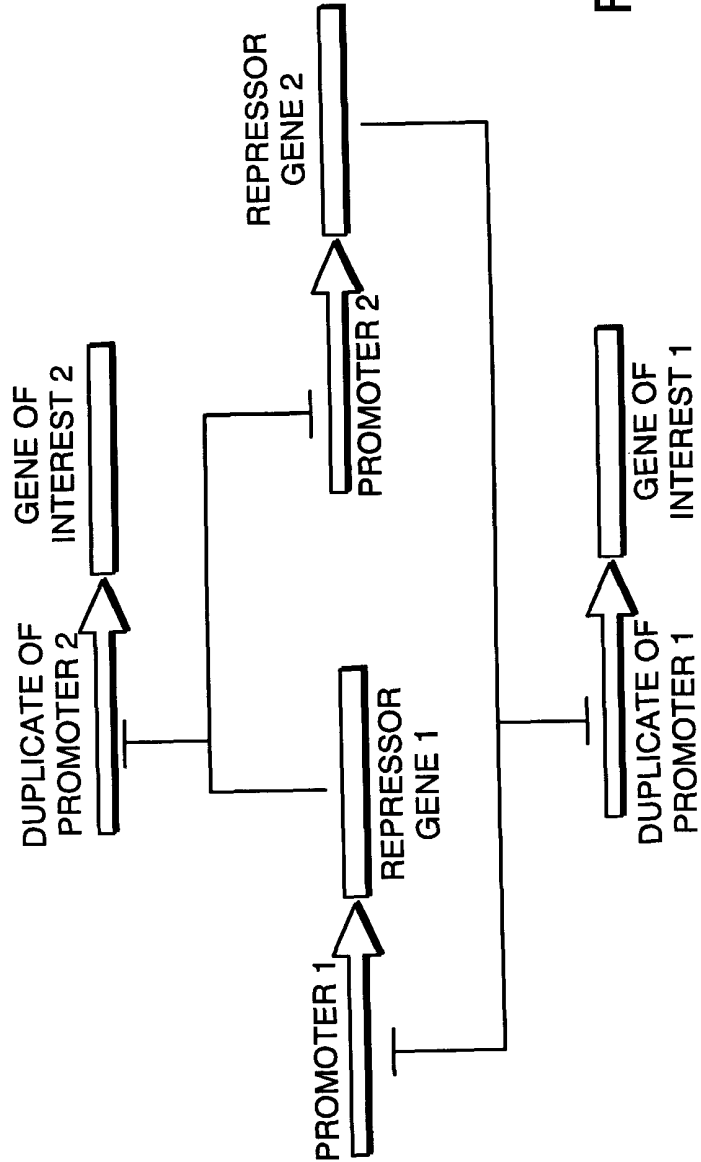 GENE OF
INTEREST 2
DUPLICATE OF
PROMOTER 2
REPRESSOR
GENE 2
PROMOTER 2
PROMOTER 1
REPRESSOR
GENE 1
GENE OF
INTEREST 1
DUPLICATE OF
PROMOTER 1